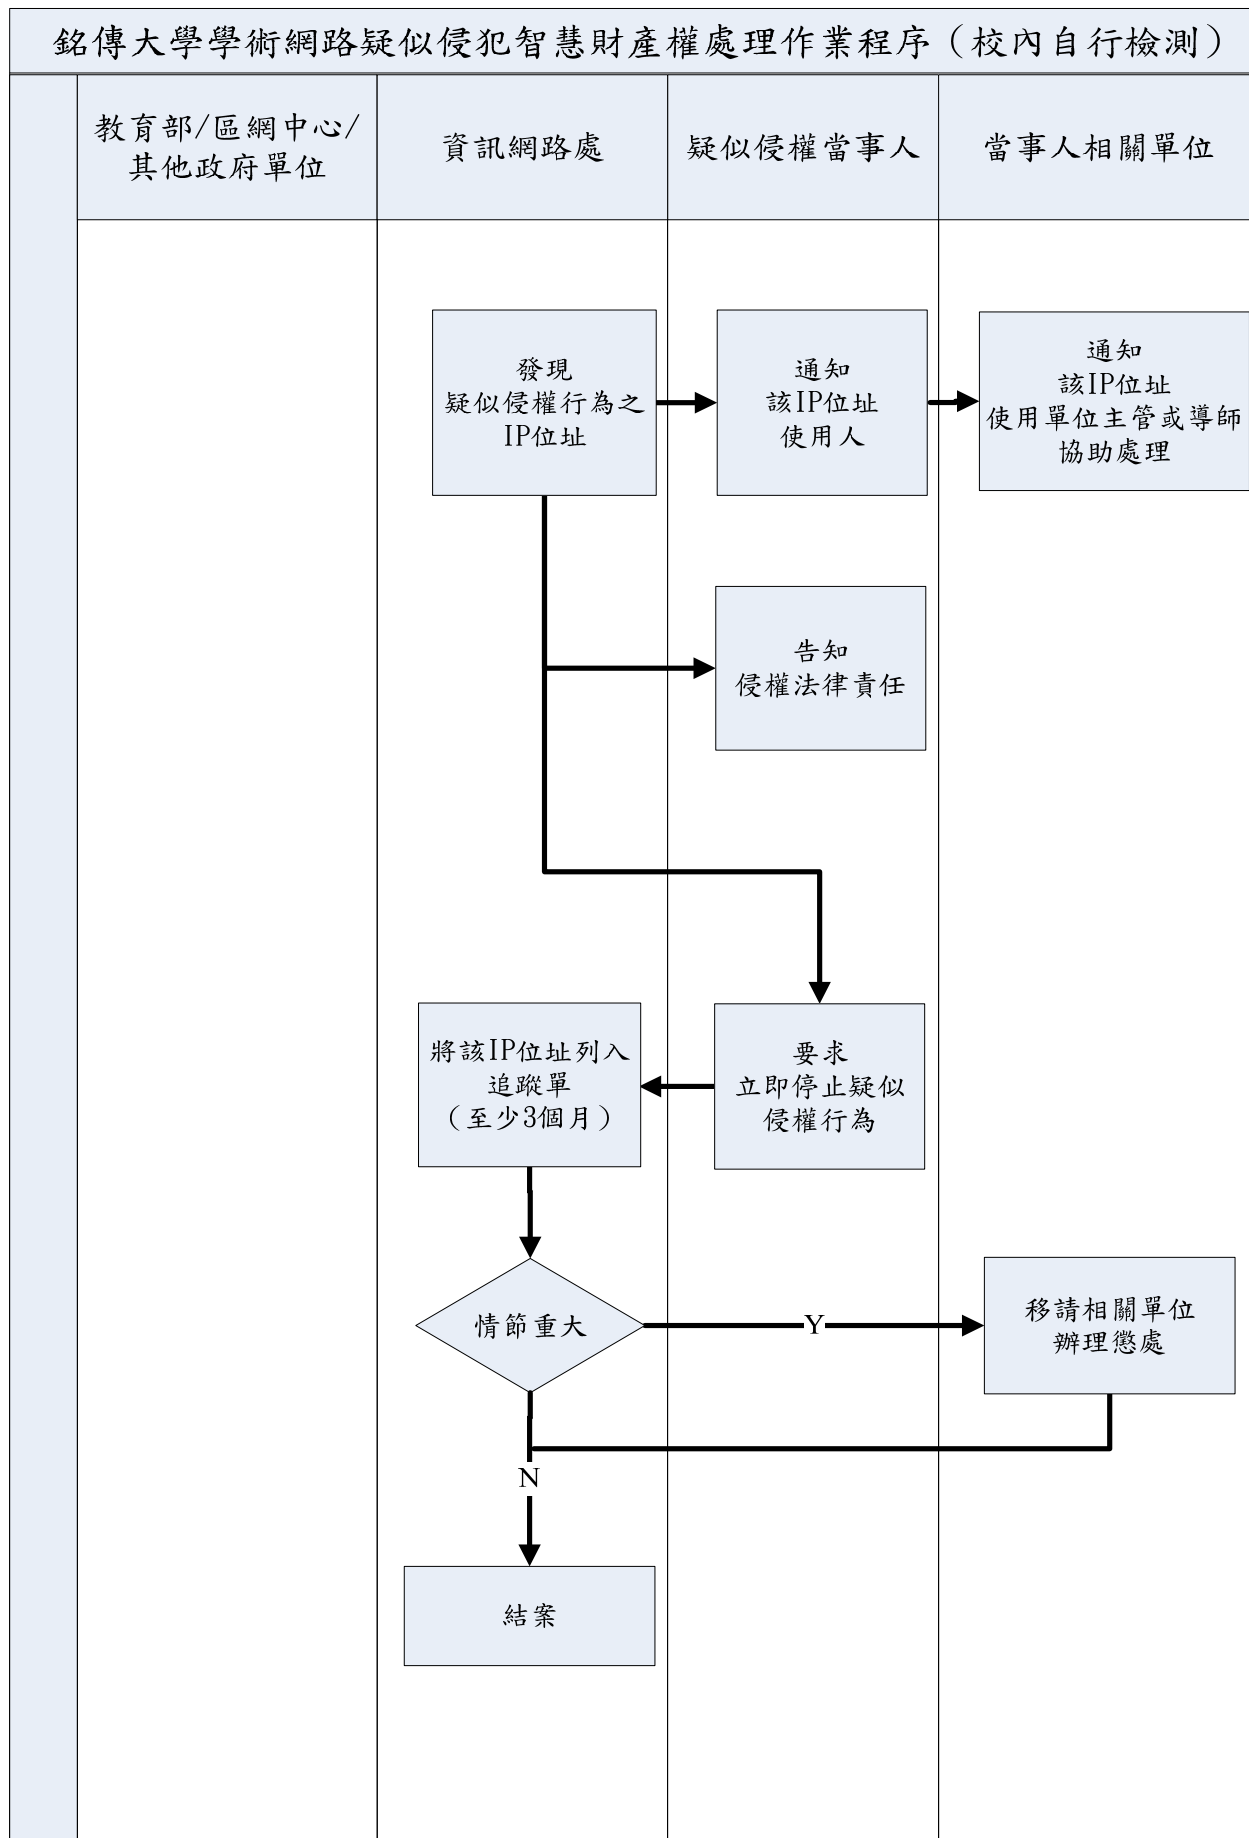 銘傳大學學術網路疑似侵犯智慧財產權處理作業程序（校內自行檢測）
教育部/區網中心/
其他政府單位
資訊網路處
疑似侵權當事人
當事人相關單位
發現
疑似侵權行為之
IP位址
通知
該IP位址
使用人
通知
該IP位址
使用單位主管或導師
協助處理
告知
侵權法律責任
將該IP位址列入
追蹤單
（至少3個月）
要求
立即停止疑似
侵權行為
情節重大
Y
移請相關單位
辦理懲處
N
結案